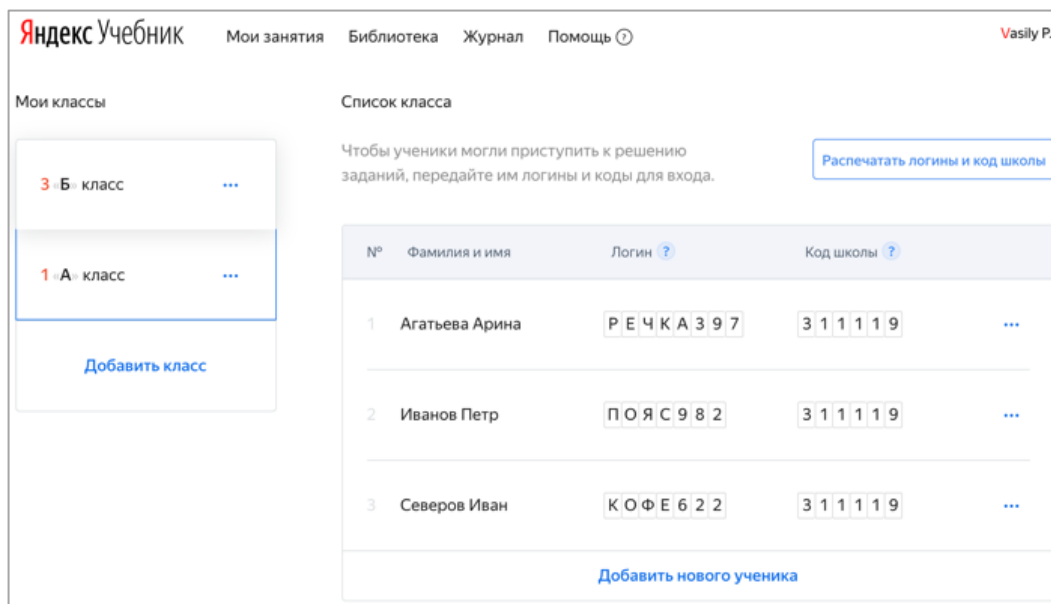 Яндекс Учебник Мои занятия Библиотека Журнал Помощь ? Vasily P.
Мои классы
Список класса
3 «Б» класс ...
1 «А» класс ...
Добавить класс
Чтобы ученики могли приступить к решению
заданий, передайте им логины и коды для входа.
Распечатать логины и код школы
№ Фамилия и имя Логин ? Код школы ?
1 Агатьева Арина РЕЧКА397 311119 ...
2 Иванов Петр ПОЯС982 311119 ...
3 Северов Иван КОФЕ622 311119 ...
Добавить нового ученика